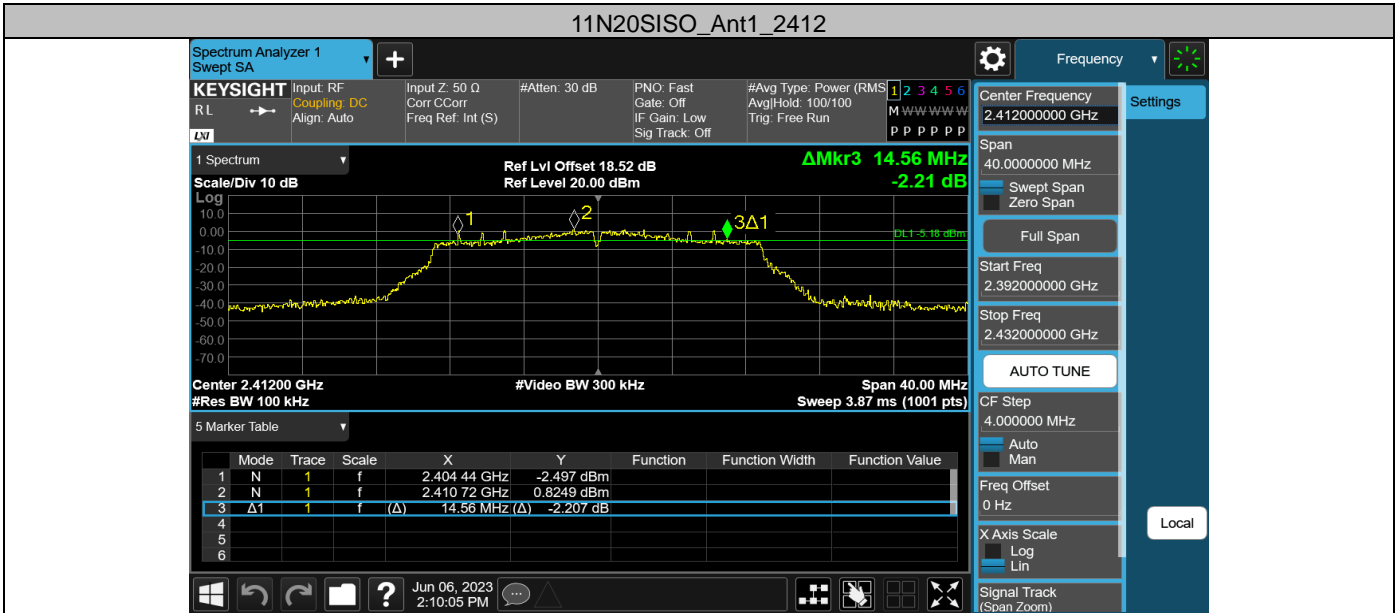 11N20SISO_Ant1_2412
Spectrum Analyzer 1
Swept SA
+
Frequency
KEYSIGHT
RL
LXI
Input: RF
Coupling: DC
Align: Auto
Input Z: 50 Ω
Corr CCorr
Freq Ref: Int (S)
#Atten: 30 dB
PNO: Fast
Gate: Off
IF Gain: Low
Sig Track: Off
#Avg Type: Power (RMS
Avg|Hold: 100/100
Trig: Free Run
1 2 3 4 5 6
M W W W W W
P P P P P P
1 Spectrum
Scale/Div 10 dB
Ref Lvl Offset 18.52 dB
Ref Level 20.00 dBm
ΔMkr3 14.56 MHz
-2.21 dB
Log
10.0
0.00
-10.0
-20.0
-30.0
-40.0
-50.0
-60.0
-70.0
1
2
3Δ1
DL1 -5.18 dBm
Center 2.41200 GHz
#Video BW 300 kHz
Span 40.00 MHz
#Res BW 100 kHz
Sweep 3.87 ms (1001 pts)
5 Marker Table
Mode Trace Scale X Y Function Function Width Function Value
1 N 1 f 2.404 44 GHz -2.497 dBm
2 N 1 f 2.410 72 GHz 0.8249 dBm
3 Δ1 1 f (Δ) 14.56 MHz (Δ) -2.207 dB
4
5
6
?
Jun 06, 2023
2:10:05 PM
Center Frequency
2.412000000 GHz
Settings
Span
40.0000000 MHz
Swept Span
Zero Span
Full Span
Start Freq
2.392000000 GHz
Stop Freq
2.432000000 GHz
AUTO TUNE
CF Step
4.000000 MHz
Auto
Man
Freq Offset
0 Hz
Local
X Axis Scale
Log
Lin
Signal Track
(Span Zoom)